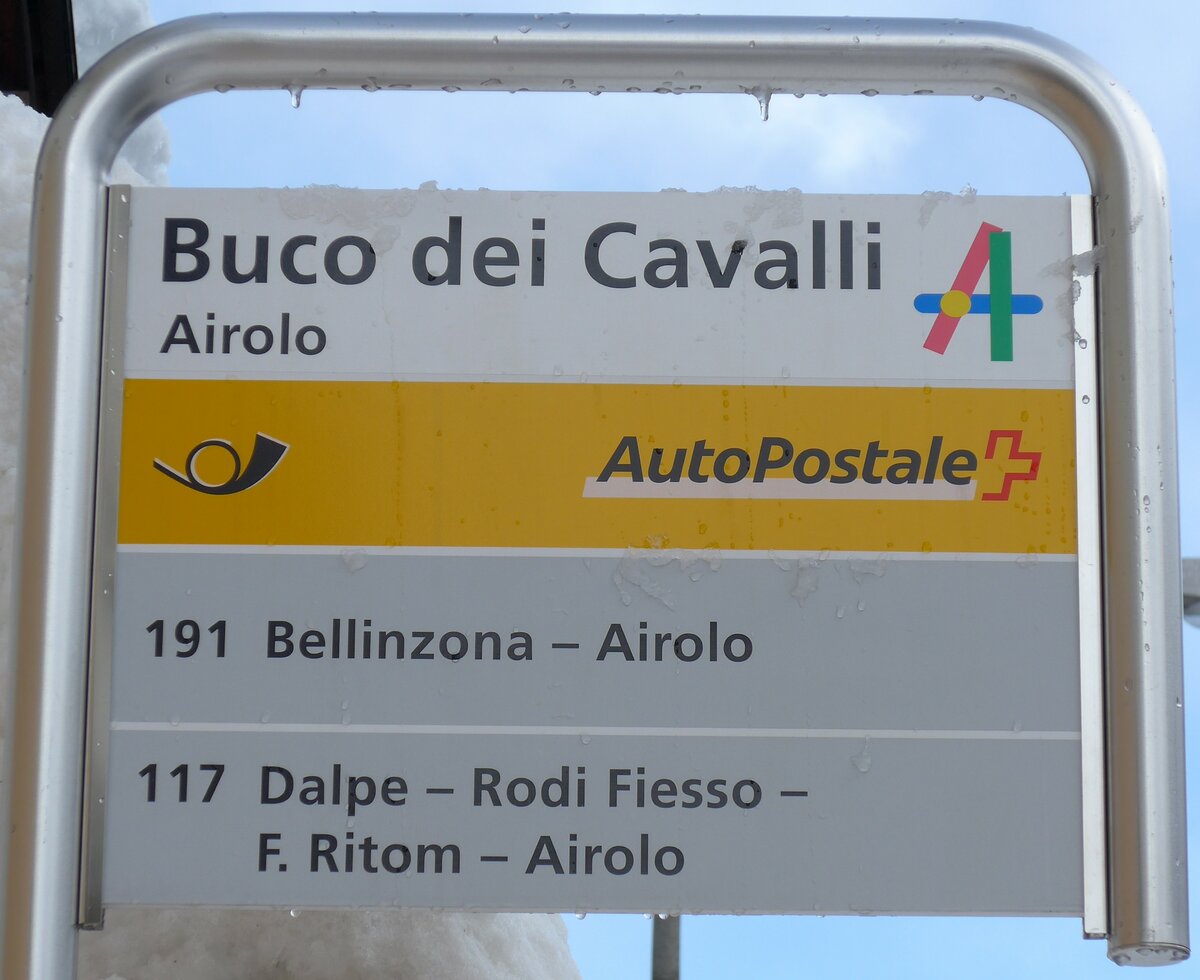 Buco dei Cavalli
Airolo
AutoPostale
191 Bellinzona – Airolo
117 Dalpe – Rodi Fiesso –
F. Ritom – Airolo